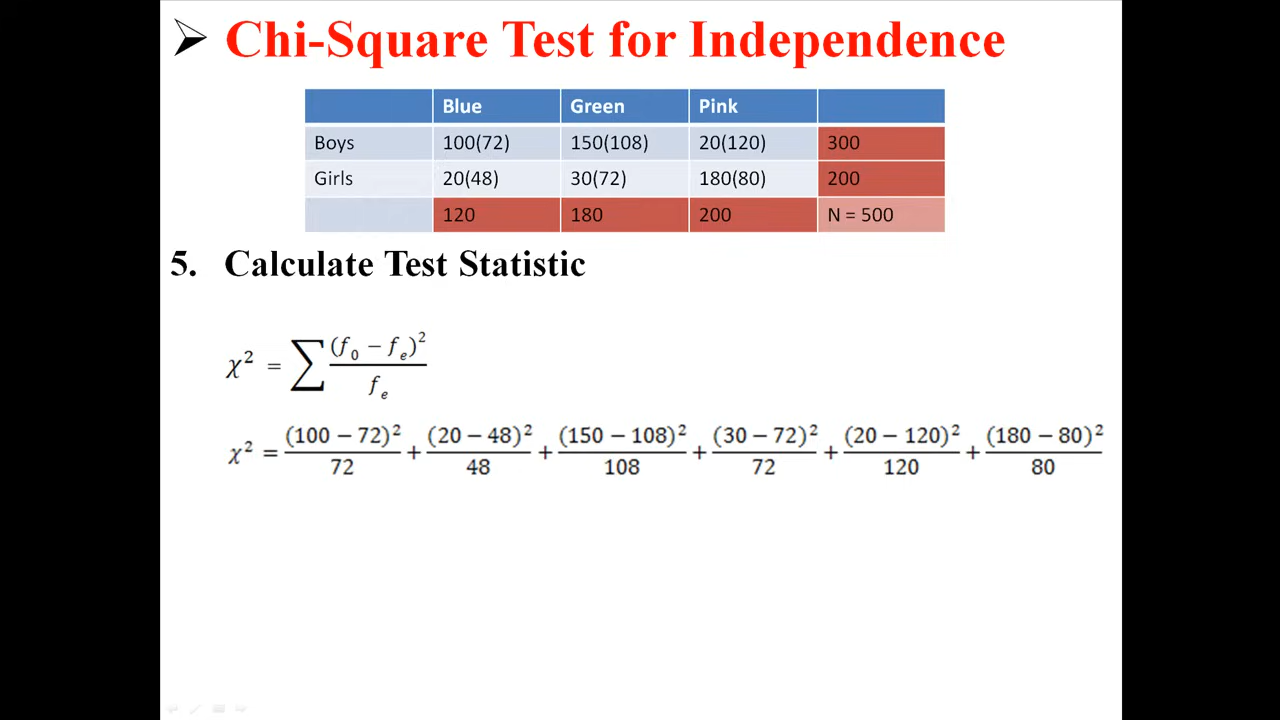 ➢ Chi-Square Test for Independence
Blue Green Pink
Boys 100(72) 150(108) 20(120) 300
Girls 20(48) 30(72) 180(80) 200
120 180 200 N = 500
5. Calculate Test Statistic
χ² = ∑ (f₀ − fₑ)² / fₑ
χ² = (100 − 72)² / 72 + (20 − 48)² / 48 + (150 − 108)² / 108 + (30 − 72)² / 72 + (20 − 120)² / 120 + (180 − 80)² / 80